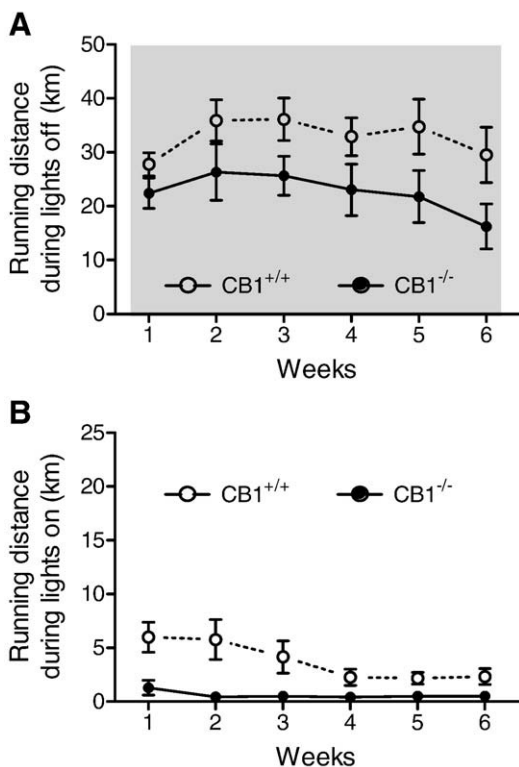 A
Running distance
during lights off (km)
50
40
30
20
10
0
CB1+/+ CB1-/-
1 2 3 4 5 6
Weeks
B
Running distance
during lights on (km)
25
20
15
10
5
0
CB1+/+ CB1-/-
1 2 3 4 5 6
Weeks